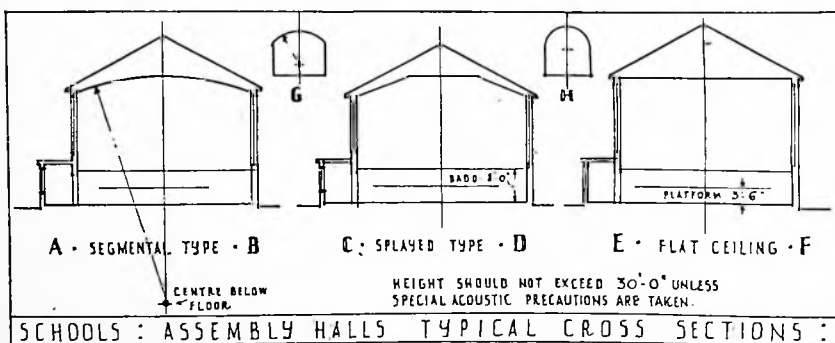 G
H
DADO 8'0"
PLATFORM 3'-6"
A · SEGMENTAL TYPE · B
C: SPLAYED TYPE · D
E · FLAT CEILING · F
CENTRE BELOW
FLOOR
HEIGHT SHOULD NOT EXCEED 30'-0" UNLESS
SPECIAL ACOUSTIC PRECAUTIONS ARE TAKEN.
SCHOOLS : ASSEMBLY HALLS TYPICAL CROSS SECTIONS :